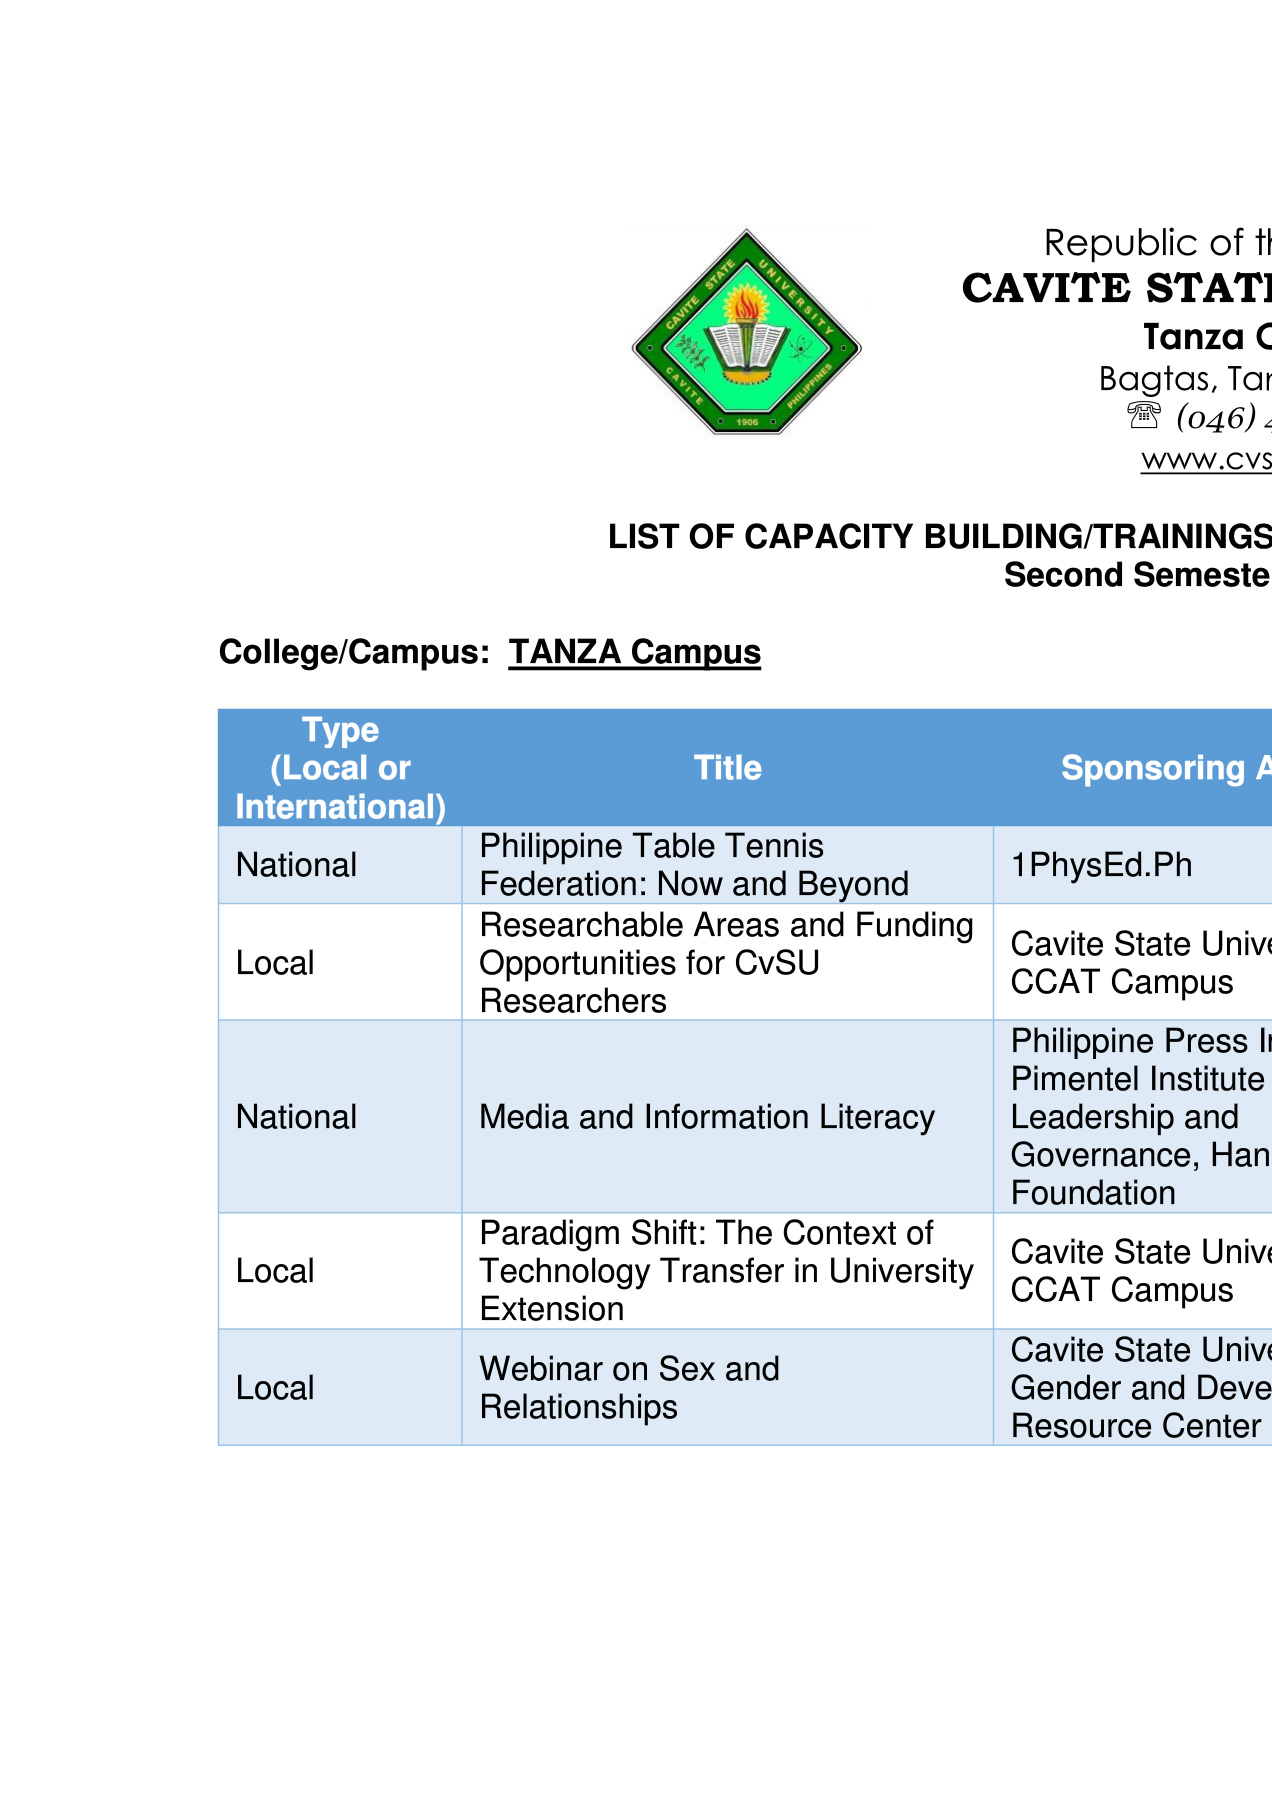 CAVITE STATE UNIVERSITY
CAVITE PHILIPPINES
1906
Republic of th
CAVITE STATE
Tanza C
Bagtas, Tan
☏ (046) 4
www.cvs
LIST OF CAPACITY BUILDING/TRAININGS
Second Semeste
College/Campus: TANZA Campus
Type
(Local or
International)
Title
Sponsoring A
National
Philippine Table Tennis
Federation: Now and Beyond
1PhysEd.Ph
Local
Researchable Areas and Funding
Opportunities for CvSU
Researchers
Cavite State Unive
CCAT Campus
National
Media and Information Literacy
Philippine Press In
Pimentel Institute
Leadership and
Governance, Han
Foundation
Local
Paradigm Shift: The Context of
Technology Transfer in University
Extension
Cavite State Unive
CCAT Campus
Local
Webinar on Sex and
Relationships
Cavite State Unive
Gender and Deve
Resource Center